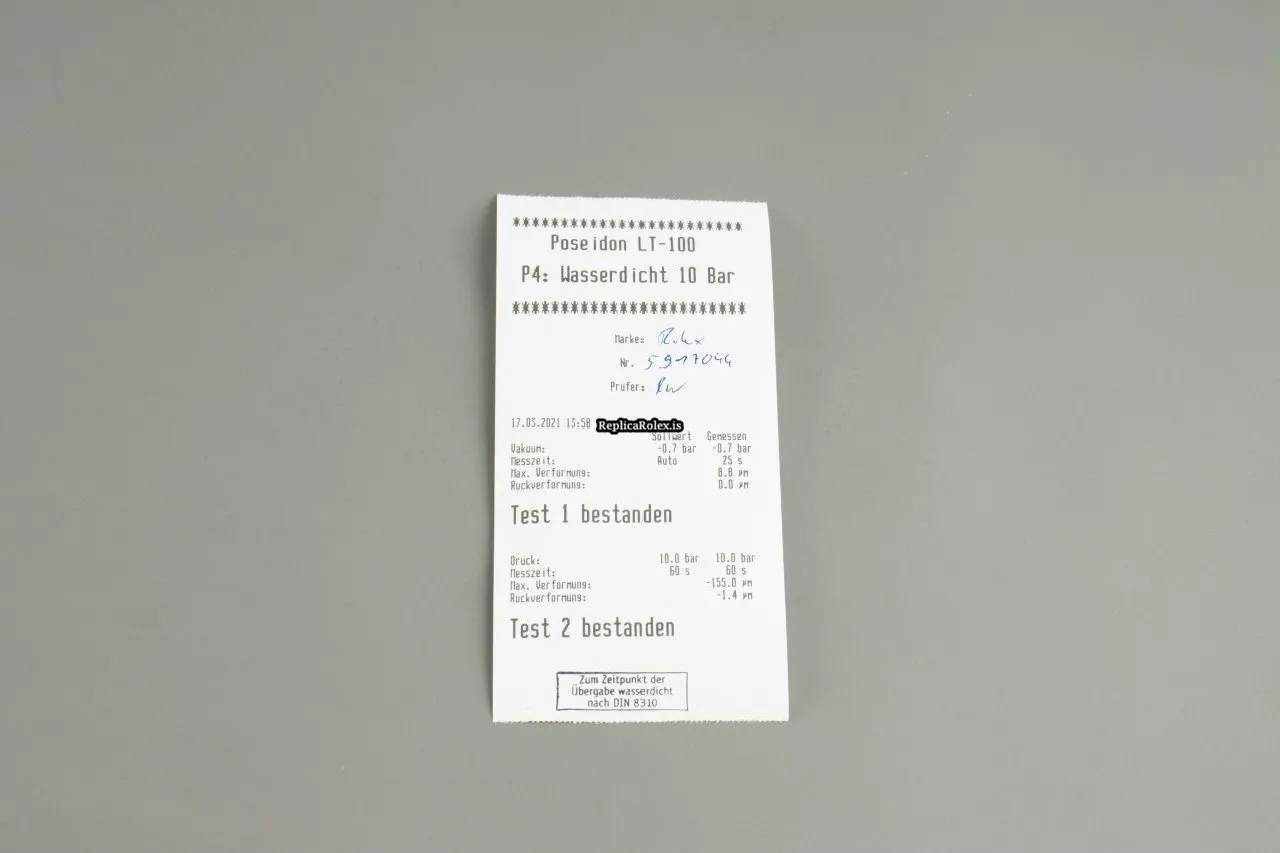 ************************
Poseidon LT-100
P4: Wasserdicht 10 Bar
************************
Marke: Rolex
Nr. 5917044
Prufer: RW
17.03.2021 13:58 ReplicaRolex.is
Sollwert Gemessen
Vakuum: -0.7 bar -0.7 bar
Messzeit: Auto 25 s
Max. Verformung: 8.8 µm
Ruckverformung: 0.0 µm
Test 1 bestanden
Druck: 10.0 bar 10.0 bar
Messzeit: 60 s 60 s
Max. Verformung: -155.0 µm
Ruckverformung: -1.4 µm
Test 2 bestanden
Zum Zeitpunkt der
Übergabe wasserdicht
nach DIN 8310